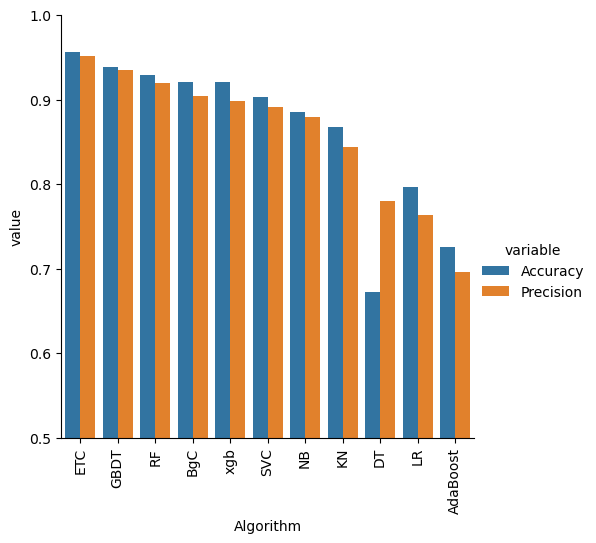 1.0
0.9
0.8
0.7
0.6
0.5
value
ETC
GBDT
RF
BgC
xgb
SVC
NB
KN
DT
LR
AdaBoost
Algorithm
variable
Accuracy
Precision